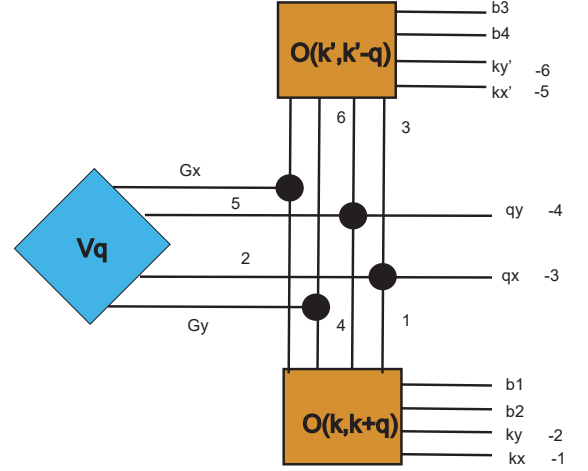 b3
O(k',k'-q)
b4
ky' -6
kx' -5
6
3
Gx
5
qy -4
Vq
2
qx -3
Gy
4
1
b1
b2
O(k,k+q)
ky -2
kx -1